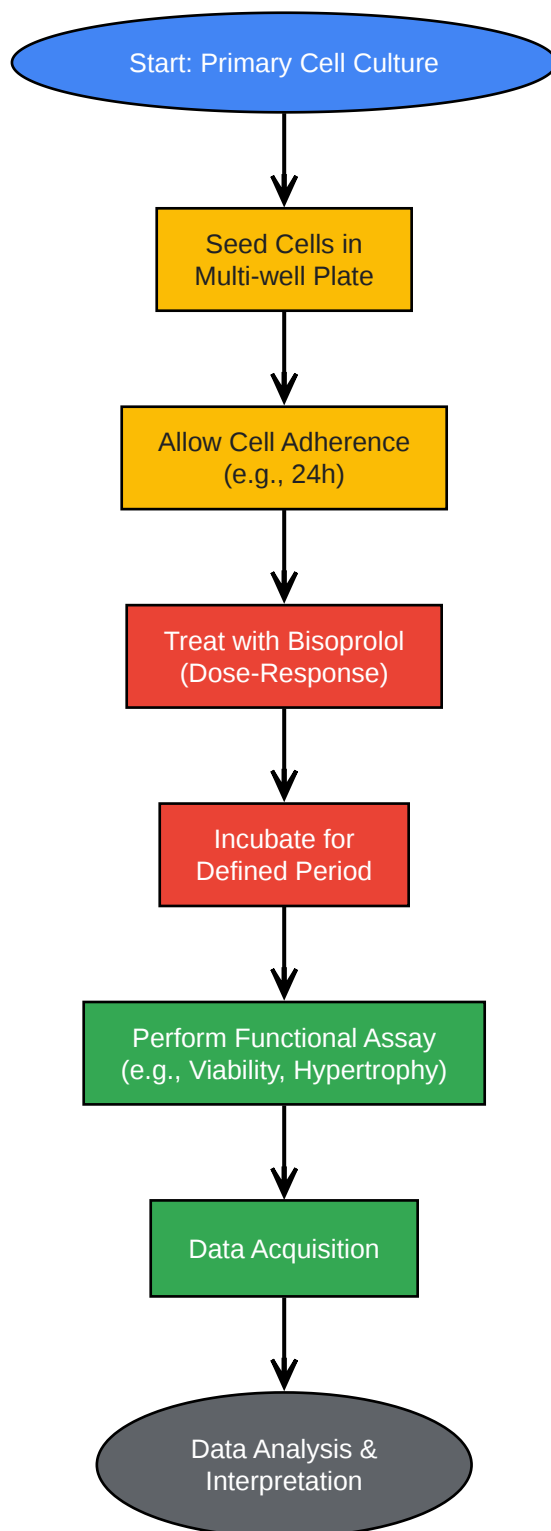 Start: Primary Cell Culture
Seed Cells in
Multi-well Plate
Allow Cell Adherence
(e.g., 24h)
Treat with Bisoprolol
(Dose-Response)
Incubate for
Defined Period
Perform Functional Assay
(e.g., Viability, Hypertrophy)
Data Acquisition
Data Analysis &
Interpretation